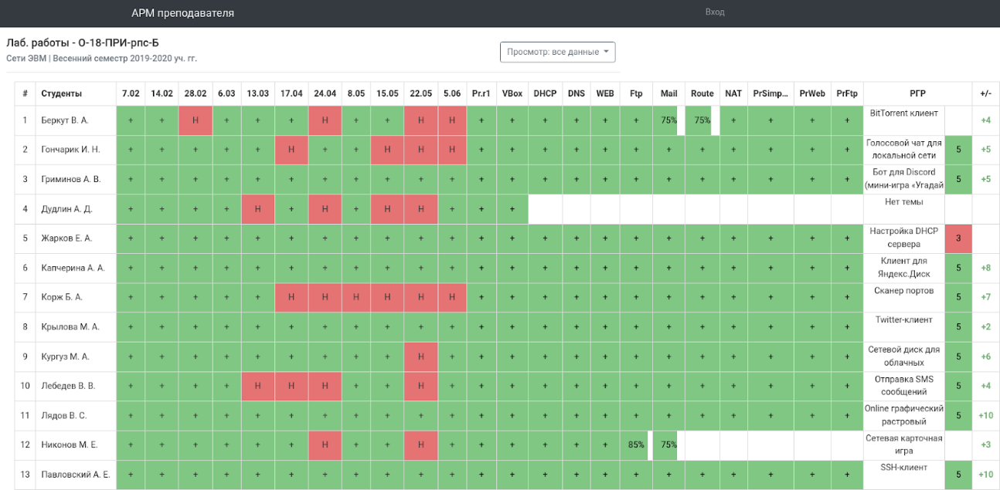 АРМ преподавателя Вход
Лаб. работы - О-18-ПРИ-рпс-Б
Просмотр: все данные
Сети ЭВМ | Весенний семестр 2019-2020 уч. гг.
# Студенты 7.02 14.02 28.02 6.03 13.03 17.04 24.04 8.05 15.05 22.05 5.06 Pr.r1 VBox DHCP DNS WEB Ftp Mail Route NAT PrSimp... PrWeb PrFtp РГР +/-
1 Беркут В. А. + + Н + + + Н + + Н Н + + + + + + 75% 75% + + + + BitTorrent клиент +4
2 Гончарик И. Н. + + + + + Н + + Н Н Н + + + + + + + + + + + + Голосовой чат для
локальной сети 5 +5
3 Гриминов А. В. + + + + + + + + + + + + + + + + + + + + + + + Бот для Discord
(мини-игра «Угадай 5 +5
4 Дудлин А. Д. + + + + Н + Н + Н Н + + + Нет темы
5 Жарков Е. А. + + + + + + + + + + + + + + + + + + + + + + + Настройка DHCP
сервера 3
6 Капчерина А. А. + + + + + + + + + + + + + + + + + + + + + + + Клиент для
Яндекс.Диск 5 +8
7 Корж Б. А. + + + + + Н Н Н Н Н Н + + + + + + + + + + + + Сканер портов 5 +7
8 Крылова М. А. + + + + + + + + + + + + + + + + + + + + + + + Twitter-клиент 5 +2
9 Кургуз М. А. + + + + + + + + + Н + + + + + + + + + + + + + Сетевой диск для
облачных 5 +6
10 Лебедев В. В. + + + + Н Н Н + + Н + + + + + + + + + + + + + Отправка SMS
сообщений 5 +4
11 Лядов В. С. + + + + + + + + + + + + + + + + + + + + + + + Online графический
растровый 5 +10
12 Никонов М. Е. + + + + + + Н + + Н + + + + + + 85% 75% Сетевая карточная
игра +3
13 Павловский А. Е. + + + + + + + + + + + + + + + + + + + + + + + SSH-клиент 5 +10